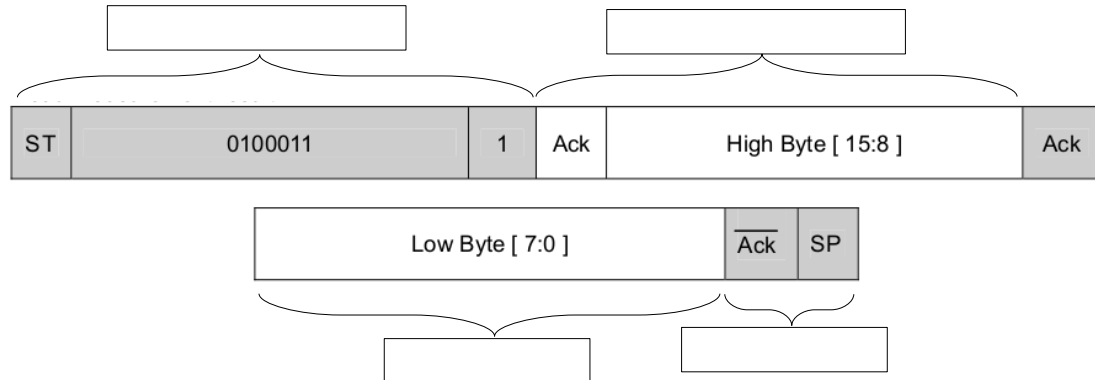 ST 0100011 1 Ack High Byte [ 15:8 ] Ack
Low Byte [ 7:0 ] Ack SP